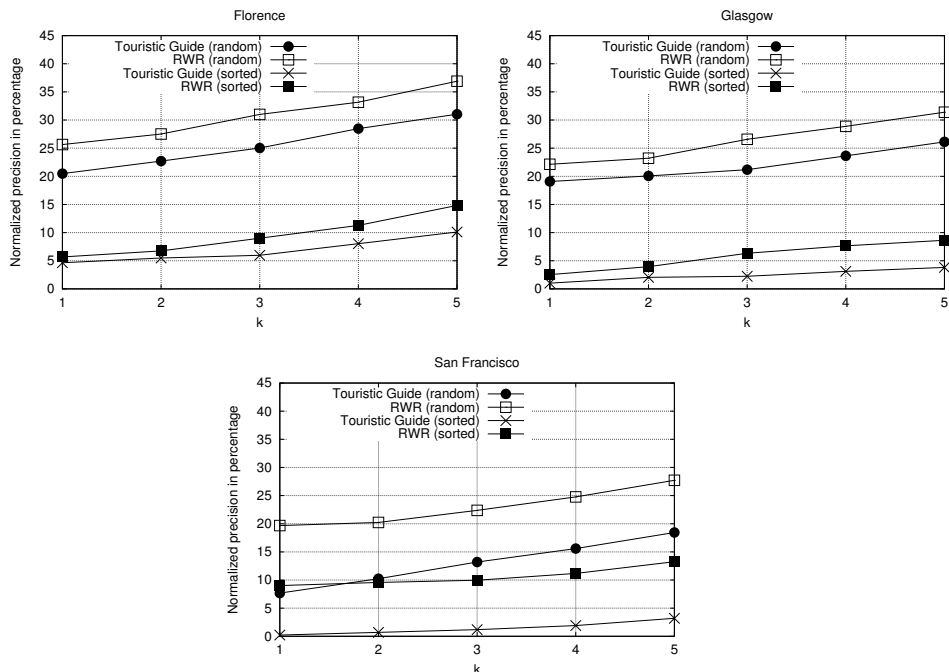 Florence
Normalized precision in percentage
45
40
35
30
25
20
15
10
5
0
Touristic Guide (random)
RWR (random)
Touristic Guide (sorted)
RWR (sorted)
1 2 3 4 5
k
Glasgow
Normalized precision in percentage
45
40
35
30
25
20
15
10
5
0
Touristic Guide (random)
RWR (random)
Touristic Guide (sorted)
RWR (sorted)
1 2 3 4 5
k
San Francisco
Normalized precision in percentage
45
40
35
30
25
20
15
10
5
0
Touristic Guide (random)
RWR (random)
Touristic Guide (sorted)
RWR (sorted)
1 2 3 4 5
k